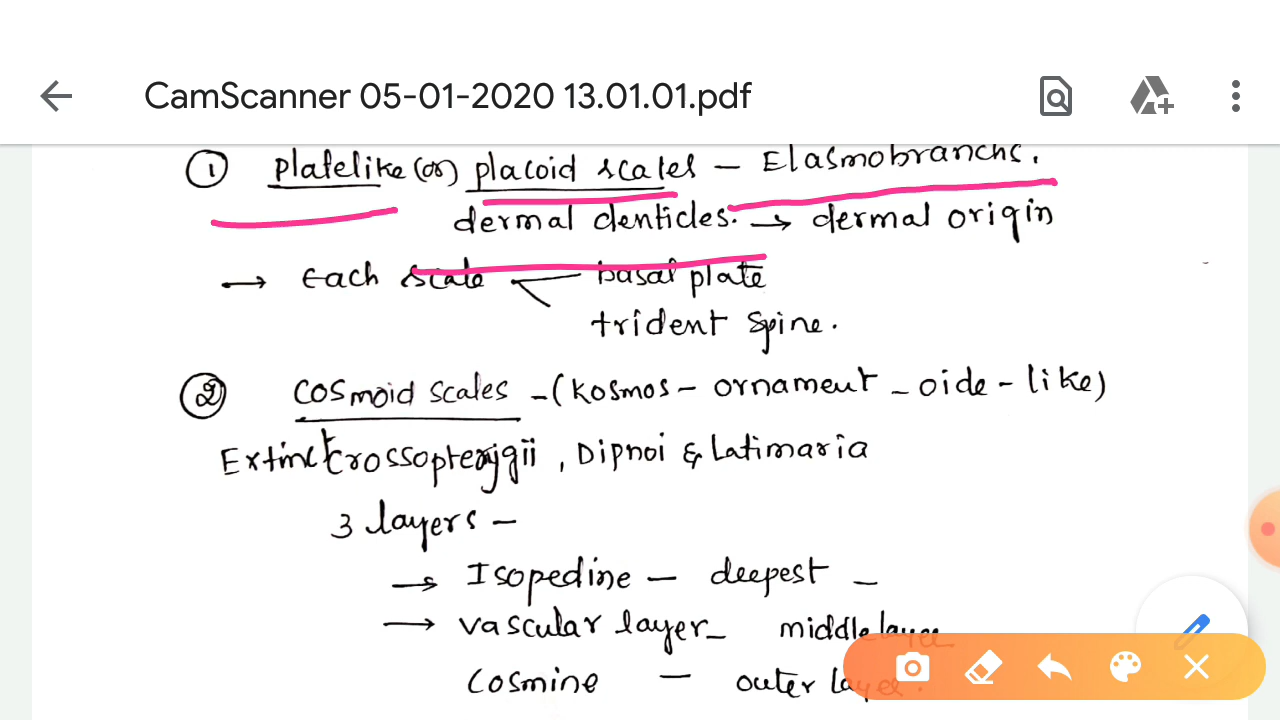 CamScanner 05-01-2020 13.01.01.pdf
① Platelike (or) placoid scales – Elasmobranchs.
dermal denticles. → dermal origin
→ Each scale basal plate
trident spine.
② Cosmoid scales – (Kosmos – ornament – oide – like)
Extinct Crossopterygii, Dipnoi & Latimaria
3 layers –
→ Isopedine – deepest –
→ vascular layer – middle layer
Cosmine – outer layer.